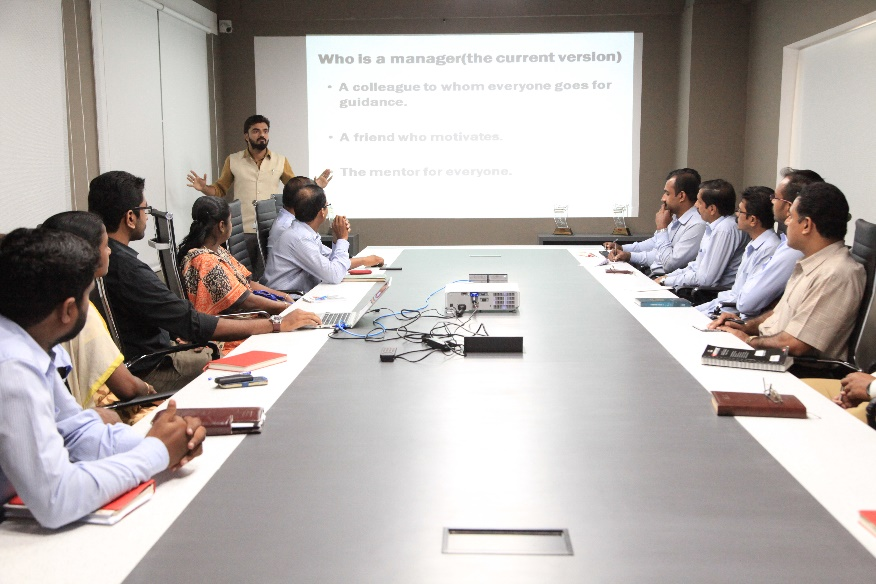 Who is a manager(the current version)
• A colleague to whom everyone goes for
guidance.
• A friend who motivates.
The mentor for everyone.